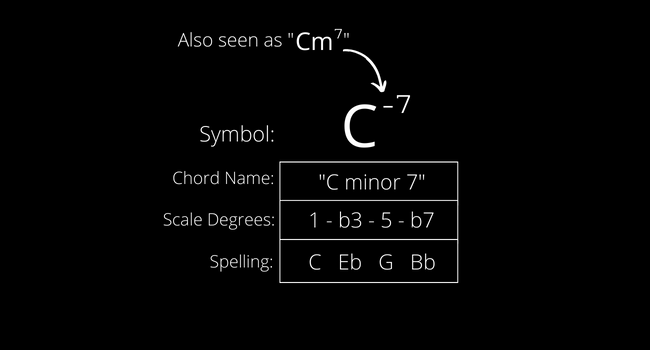 Also seen as "Cm⁷"
Symbol: C⁻⁷
Chord Name: "C minor 7"
Scale Degrees: 1 - b3 - 5 - b7
Spelling: C Eb G Bb